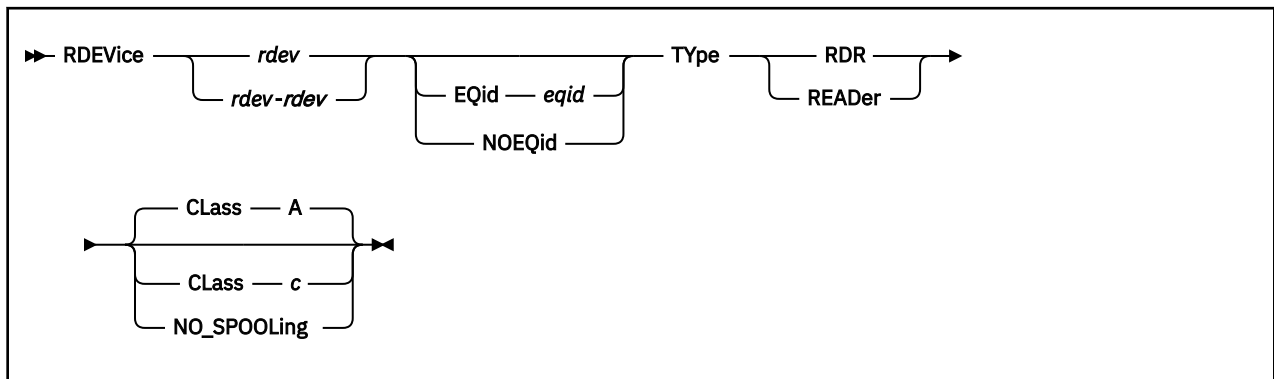 RDEVice rdev TYpe RDR
rdev-rdev EQid eqid READer
NOEQid
CLass A
CLass c
NO_SPOOLing